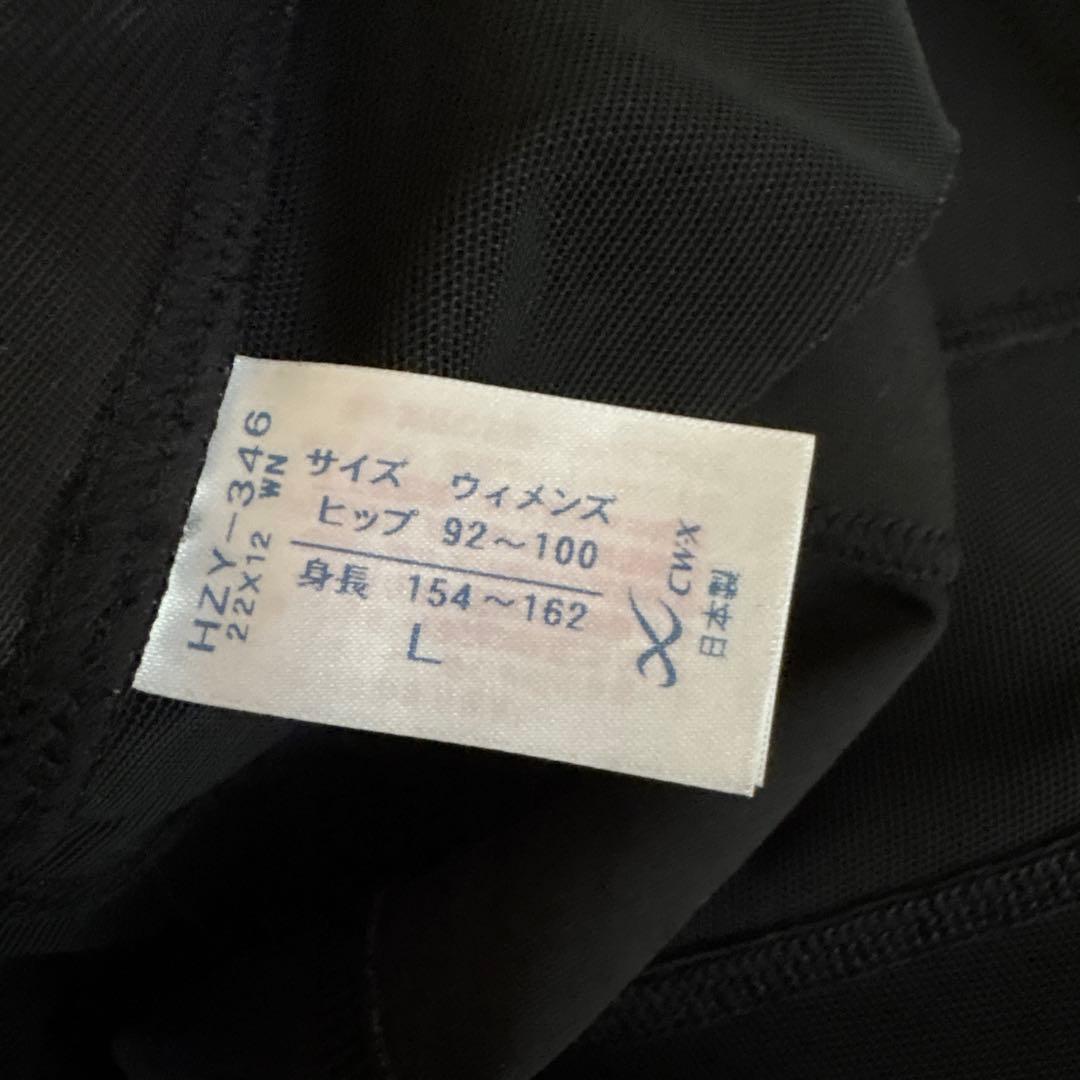 サイズ ウィメンズ
ヒップ 92～100
身長 154～162
L
HZY-346
22X12 WN
CW-X
日本製